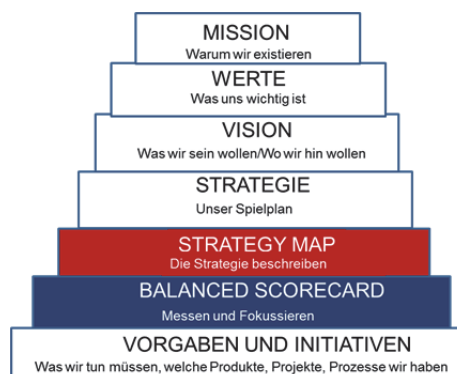 MISSION
Warum wir existieren
WERTE
Was uns wichtig ist
VISION
Was wir sein wollen/Wo wir hin wollen
STRATEGIE
Unser Spielplan
STRATEGY MAP
Die Strategie beschreiben
BALANCED SCORECARD
Messen und Fokussieren
VORGABEN UND INITIATIVEN
Was wir tun müssen, welche Produkte, Projekte, Prozesse wir haben